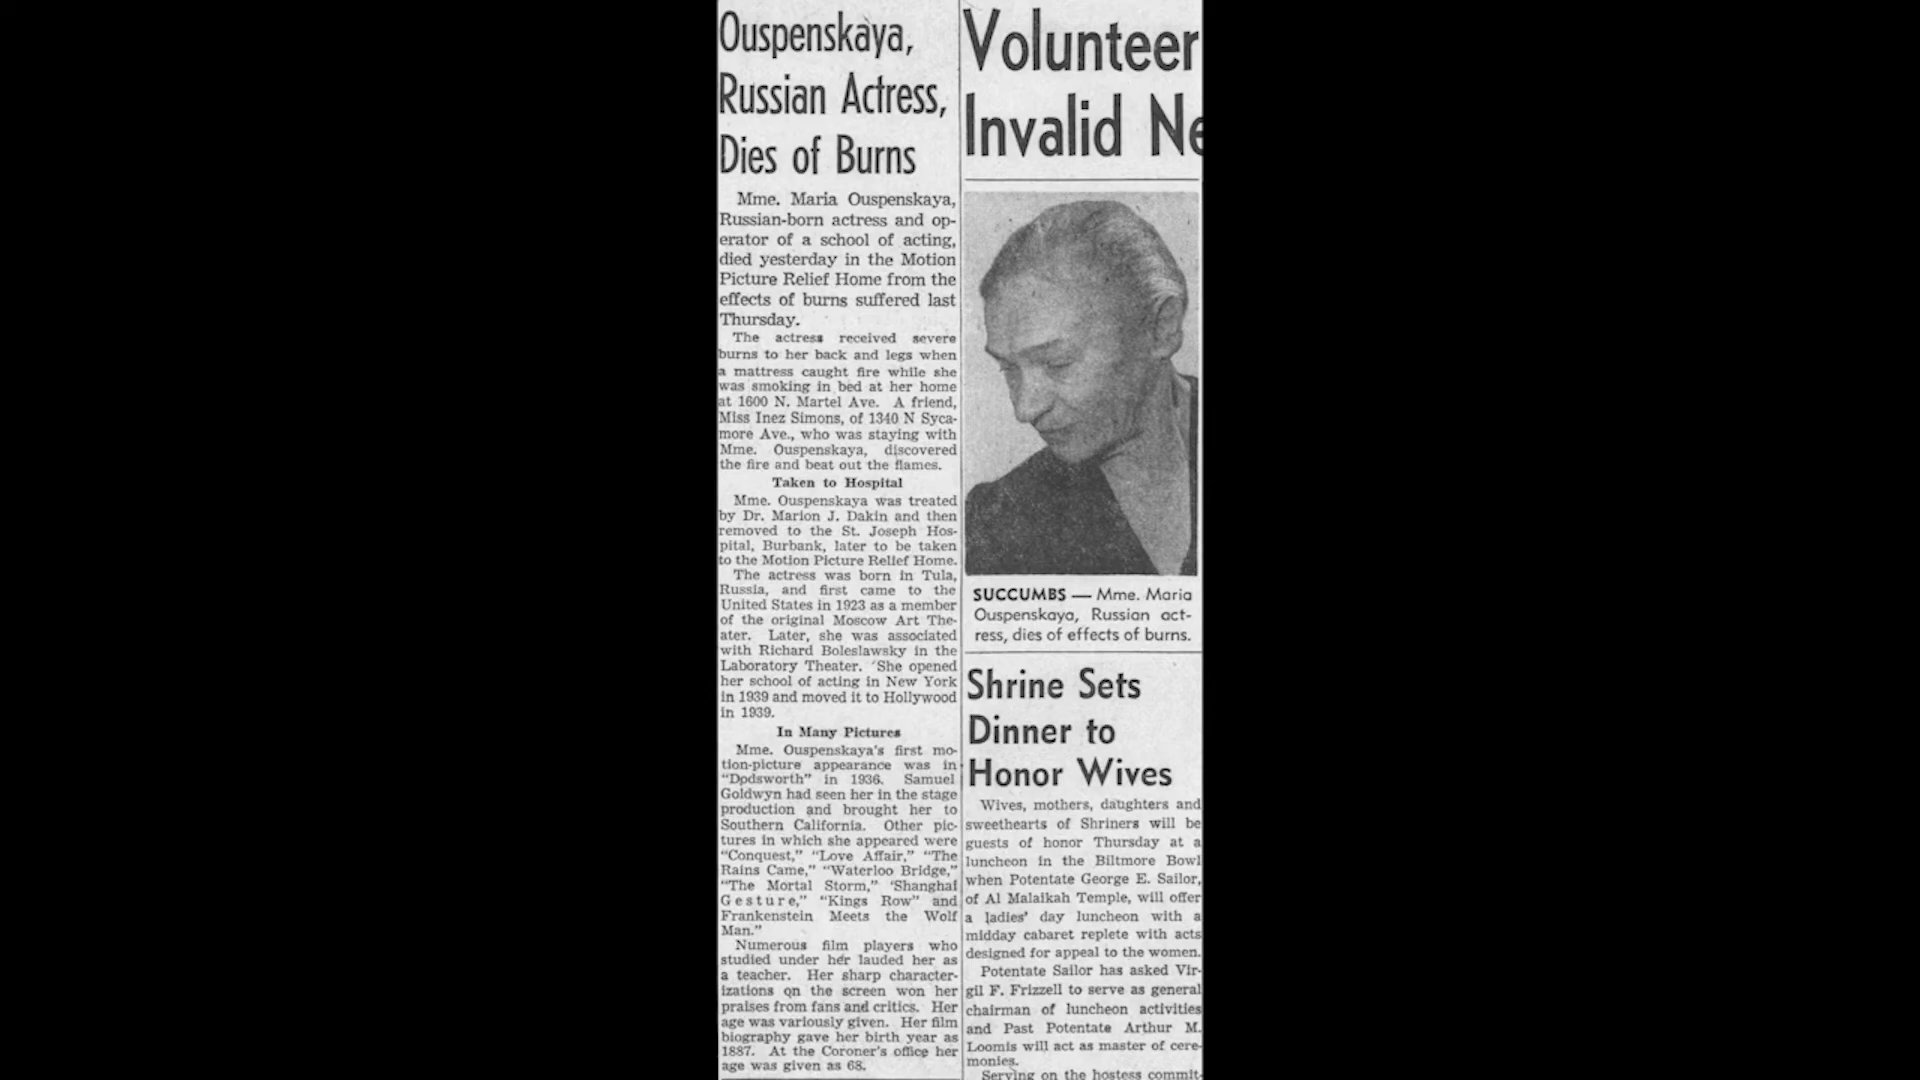 Ouspenskaya,
Russian Actress,
Dies of Burns
Mme. Maria Ouspenskaya,
Russian-born actress and op-
erator of a school of acting,
died yesterday in the Motion
Picture Relief Home from the
effects of burns suffered last
Thursday.
The actress received severe
burns to her back and legs when
a mattress caught fire while she
was smoking in bed at her home
at 1600 N. Martel Ave. A friend,
Miss Inez Simons, of 1340 N Syca-
more Ave., who was staying with
Mme. Ouspenskaya, discovered
the fire and beat out the flames.
Taken to Hospital
Mme. Ouspenskaya was treated
by Dr. Marion J. Dakin and then
removed to the St. Joseph Hos-
pital, Burbank, later to be taken
to the Motion Picture Relief Home.
The actress was born in Tula,
Russia, and first came to the
United States in 1923 as a member
of the original Moscow Art The-
ater. Later, she was associated
with Richard Boleslawsky in the
Laboratory Theater. 'She opened
her school of acting in New York
in 1939 and moved it to Hollywood
in 1939.
In Many Pictures
Mme. Ouspenskaya's first mo-
tion-picture appearance was in
"Dodsworth" in 1936. Samuel
Goldwyn had seen her in the stage
production and brought her to
Southern California. Other pic-
tures in which she appeared were
"Conquest," "Love Affair," "The
Rains Came," "Waterloo Bridge,"
"The Mortal Storm," 'Shanghai
Gesture," "Kings Row" and
Frankenstein Meets the Wolf
Man."
Numerous film players who
studied under her lauded her as
a teacher. Her sharp character-
izations on the screen won her
praises from fans and critics. Her
age was variously given. Her film
biography gave her birth year as
1887. At the Coroner's office her
age was given as 68.
Volunteer
Invalid Ne
SUCCUMBS — Mme. Maria
Ouspenskaya, Russian act-
ress, dies of effects of burns.
Shrine Sets
Dinner to
Honor Wives
Wives, mothers, daughters and
sweethearts of Shriners will be
guests of honor Thursday at a
luncheon in the Biltmore Bowl
when Potentate George E. Sailor,
of Al Malaikah Temple, will offer
a ladies' day luncheon with a
midday cabaret replete with acts
designed for appeal to the women.
Potentate Sailor has asked Vir-
gil F. Frizzell to serve as general
chairman of luncheon activities
and Past Potentate Arthur M.
Loomis will act as master of cere-
monies.
Serving on the hostess commit-